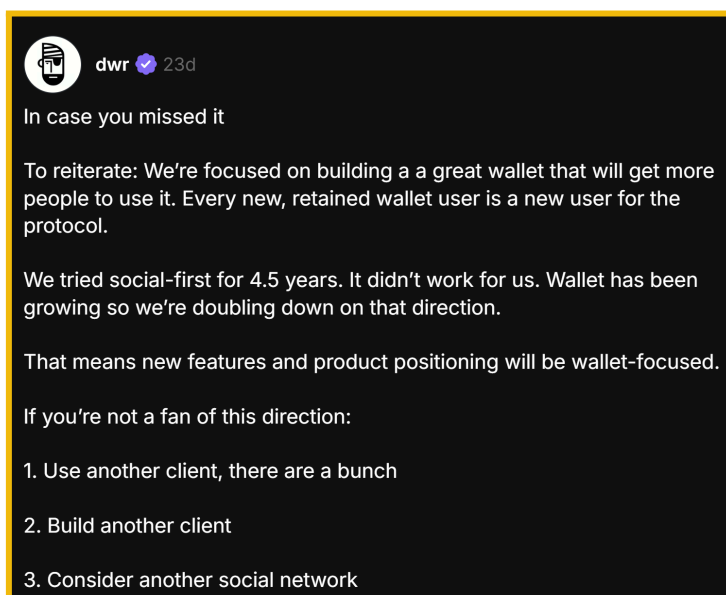 dwr 23d
In case you missed it
To reiterate: We're focused on building a a great wallet that will get more
people to use it. Every new, retained wallet user is a new user for the
protocol.
We tried social-first for 4.5 years. It didn't work for us. Wallet has been
growing so we're doubling down on that direction.
That means new features and product positioning will be wallet-focused.
If you're not a fan of this direction:
1. Use another client, there are a bunch
2. Build another client
3. Consider another social network